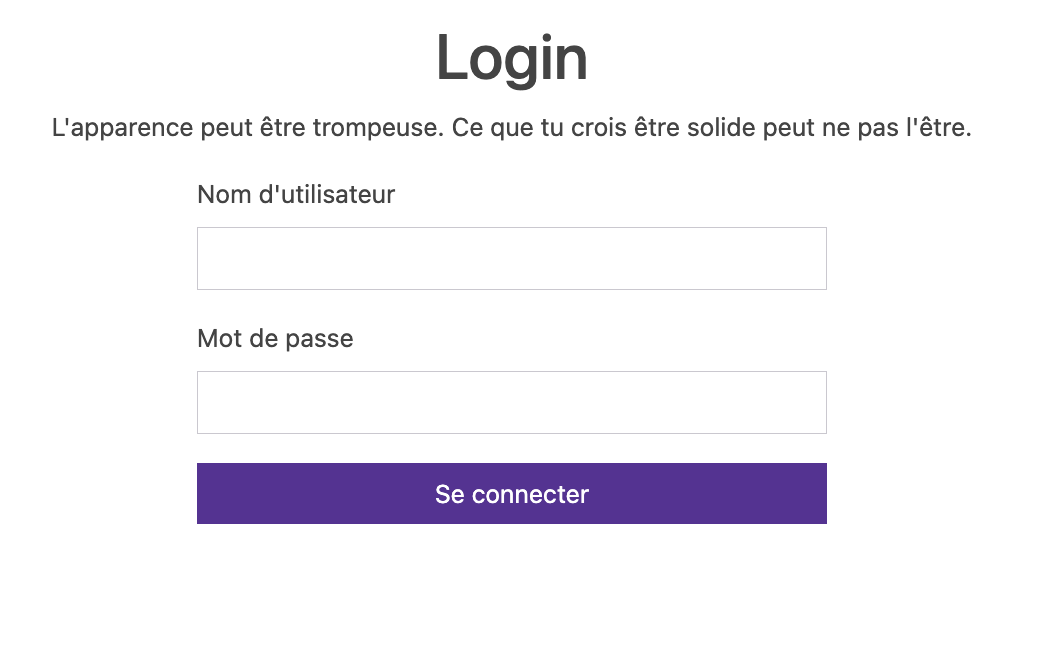 Login
L'apparence peut être trompeuse. Ce que tu crois être solide peut ne pas l'être.
Nom d'utilisateur
Mot de passe
Se connecter